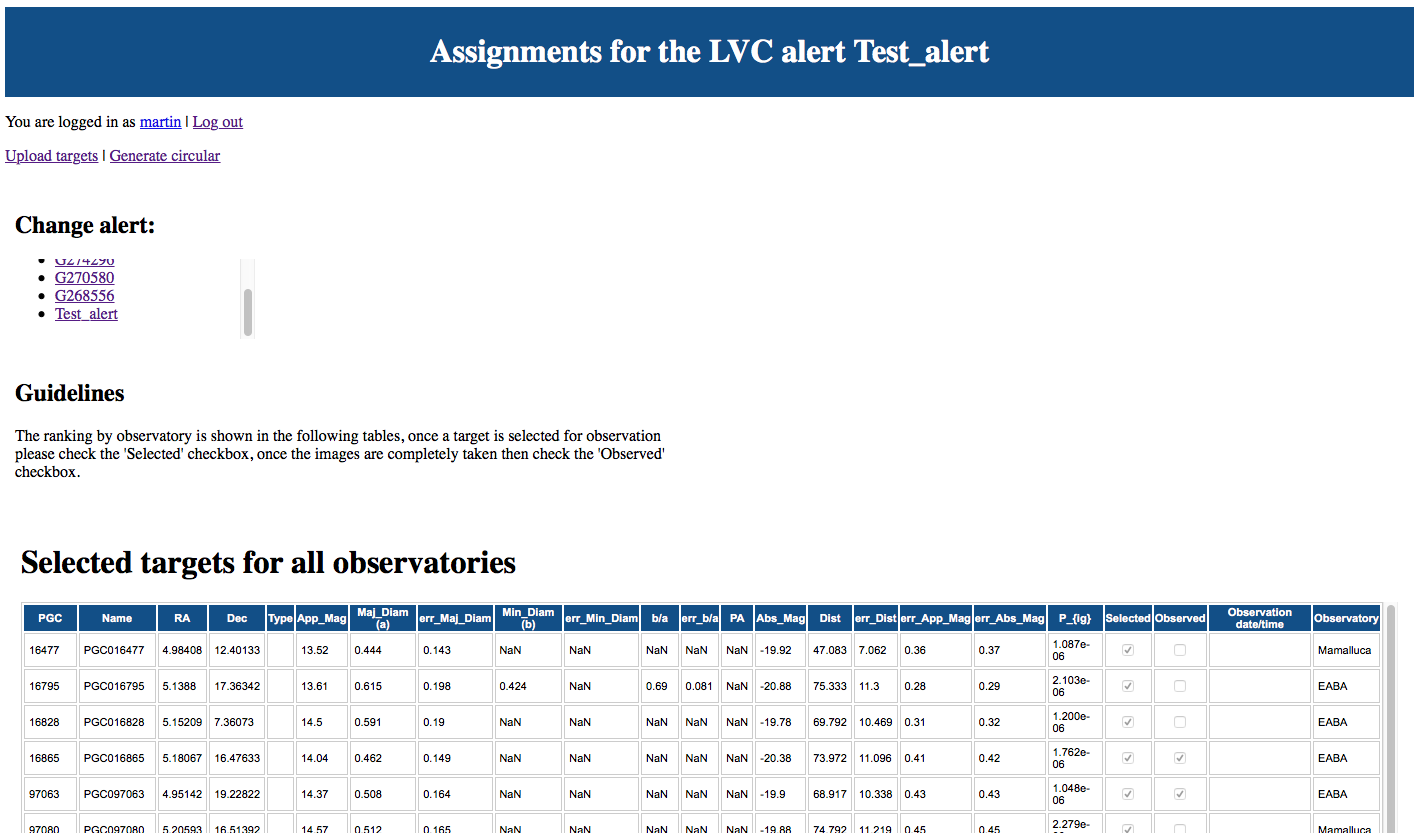 Assignments for the LVC alert Test_alert
You are logged in as martin | Log out
Upload targets | Generate circular
Change alert:
G274296
G270580
G268556
Test_alert
Guidelines
The ranking by observatory is shown in the following tables, once a target is selected for observation
please check the 'Selected' checkbox, once the images are completely taken then check the 'Observed'
checkbox.
Selected targets for all observatories
PGC Name RA Dec Type App_Mag Maj_Diam (a) err_Maj_Diam Min_Diam (b) err_Min_Diam b/a err_b/a PA Abs_Mag Dist err_Dist err_App_Mag err_Abs_Mag P_{lg} Selected Observed Observation date/time Observatory
16477 PGC016477 4.98408 12.40133 13.52 0.444 0.143 NaN NaN NaN NaN NaN -19.92 47.083 7.062 0.36 0.37 1.087e-06 Mamalluca
16795 PGC016795 5.1388 17.36342 13.61 0.615 0.198 0.424 NaN 0.69 0.081 NaN -20.88 75.333 11.3 0.28 0.29 2.103e-06 EABA
16828 PGC016828 5.15209 7.36073 14.5 0.591 0.19 NaN NaN NaN NaN NaN -19.78 69.792 10.469 0.31 0.32 1.200e-06 EABA
16865 PGC016865 5.18067 16.47633 14.04 0.462 0.149 NaN NaN NaN NaN NaN -20.38 73.972 11.096 0.41 0.42 1.762e-06 EABA
97063 PGC097063 4.95142 19.22822 14.37 0.508 0.164 NaN NaN NaN NaN NaN -19.9 68.917 10.338 0.43 0.43 1.048e-06 EABA
97080 PGC097080 5.20593 16.51392 14.57 0.512 0.165 NaN NaN NaN NaN NaN -19.88 74.792 11.219 0.45 0.45 2.279e- Mamalluca